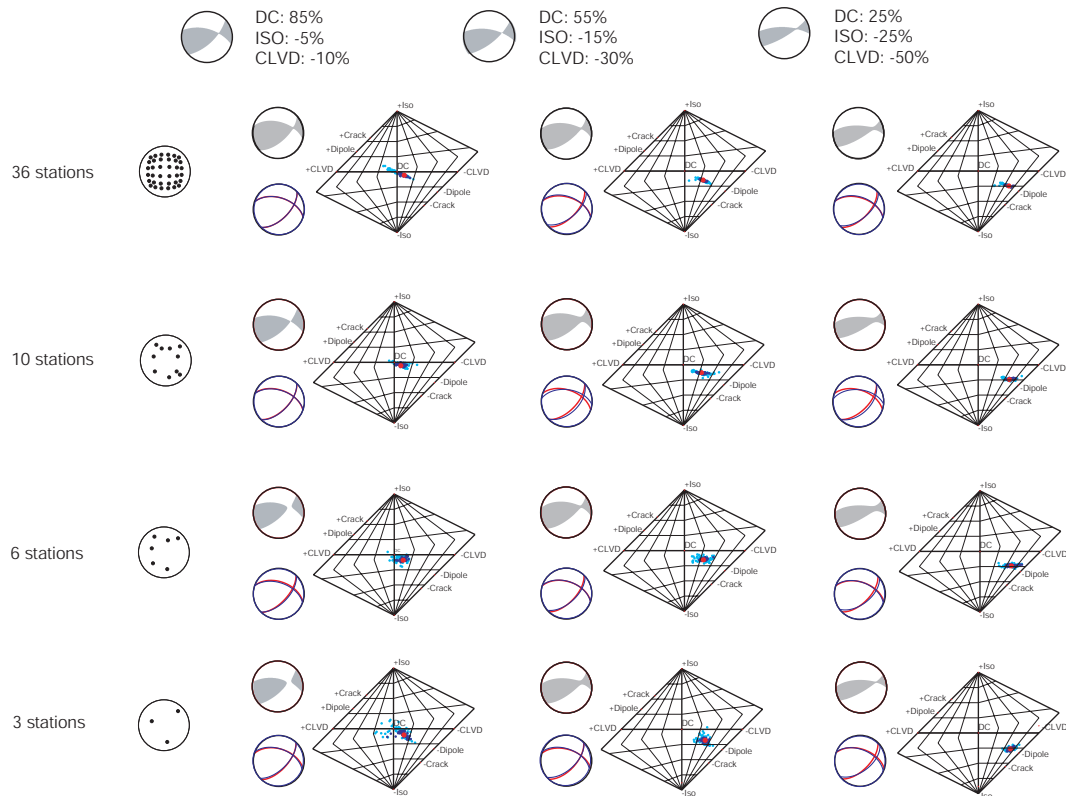 DC: 85%
ISO: -5%
CLVD: -10%
DC: 55%
ISO: -15%
CLVD: -30%
DC: 25%
ISO: -25%
CLVD: -50%
36 stations
+Iso
+Crack
+Dipole
+CLVD
DC
-CLVD
-Dipole
-Crack
-Iso
+Iso
+Crack
+Dipole
+CLVD
DC
-CLVD
-Dipole
-Crack
-Iso
+Iso
+Crack
+Dipole
+CLVD
DC
-CLVD
-Dipole
-Crack
-Iso
10 stations
+Iso
+Crack
+Dipole
+CLVD
DC
-CLVD
-Dipole
-Crack
-Iso
+Iso
+Crack
+Dipole
+CLVD
DC
-CLVD
-Dipole
-Crack
-Iso
+Iso
+Crack
+Dipole
+CLVD
DC
-CLVD
-Dipole
-Crack
-Iso
6 stations
+Iso
+Crack
+Dipole
+CLVD
DC
-CLVD
-Dipole
-Crack
-Iso
+Iso
+Crack
+Dipole
+CLVD
DC
-CLVD
-Dipole
-Crack
-Iso
+Iso
+Crack
+Dipole
+CLVD
DC
-CLVD
-Dipole
-Crack
-Iso
3 stations
+Iso
+Crack
+Dipole
+CLVD
DC
-CLVD
-Dipole
-Crack
-Iso
+Iso
+Crack
+Dipole
+CLVD
DC
-CLVD
-Dipole
-Crack
-Iso
+Iso
+Crack
+Dipole
+CLVD
DC
-CLVD
-Dipole
-Crack
-Iso